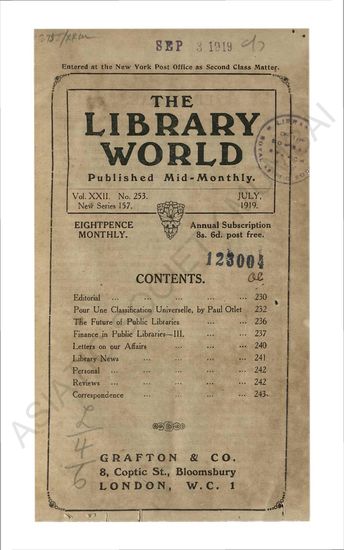 SEP 3 1919
Entered at the New York Post Office as Second Class Matter.
THE
LIBRARY
WORLD
Published Mid-Monthly.
Vol. XXII. No. 253. JULY,
New Series 157. 1919.
EIGHTPENCE Annual Subscription
MONTHLY. 8s. 6d. post free.
123004
CONTENTS.
Editorial ... ... ... ... ... ... 230
Pour Une Classification Universelle, by Paul Otlet 232
The Future of Public Libraries ... ... ... 236
Finance in Public Libraries—III. ... ... 237
Letters on our Affairs ... ... ... ... 240
Library News ... ... ... ... ... 241
Personal ... ... ... ... ... ... 242
Reviews ... ... ... ... ... ... 242
Correspondence ... ... ... ... 243
L
4
6
GRAFTON & CO.
8, Coptic St., Bloomsbury
LONDON, W.C. 1